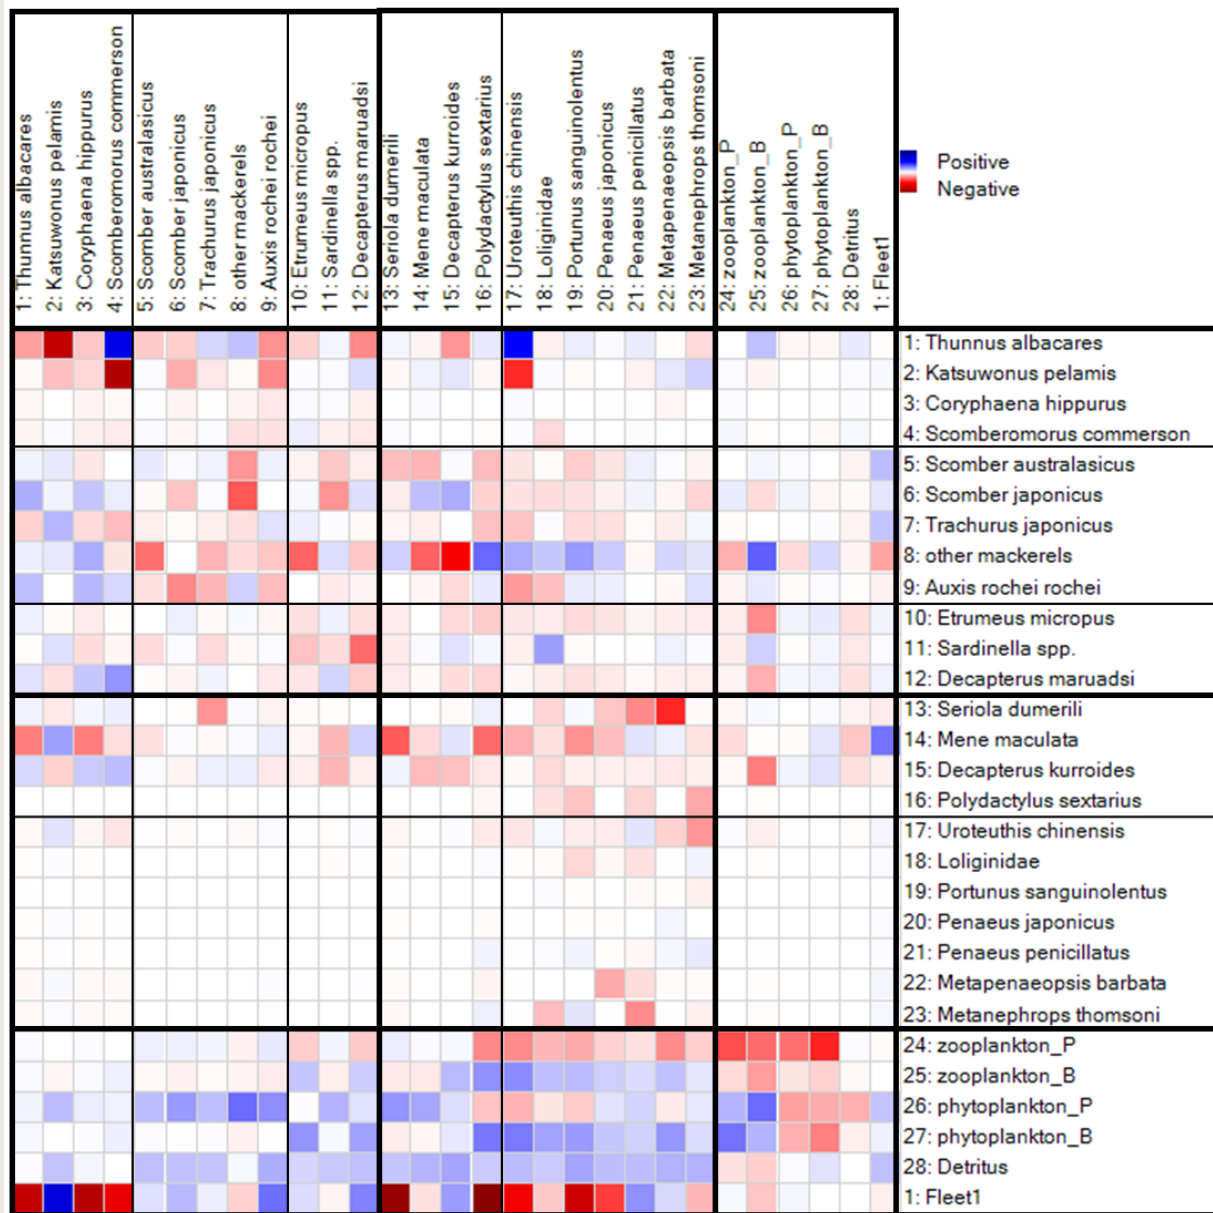 1: Thunnus albacares
2: Katsuwonus pelamis
3: Coryphaena hippurus
4: Scomberomorus commerson
5: Scomber australasicus
6: Scomber japonicus
7: Trachurus japonicus
8: other mackerels
9: Auxis rochei rochei
10: Etrumeus micropus
11: Sardinella spp.
12: Decapterus maruadsi
13: Seriola dumerili
14: Mene maculata
15: Decapterus kurroides
16: Polydactylus sextarius
17: Uroteuthis chinensis
18: Loliginidae
19: Portunus sanguinolentus
20: Penaeus japonicus
21: Penaeus penicillatus
22: Metapenaeopsis barbata
23: Metanephrops thomsoni
24: zooplankton_P
25: zooplankton_B
26: phytoplankton_P
27: phytoplankton_B
28: Detritus
1: Fleet1
Positive
Negative
1: Thunnus albacares
2: Katsuwonus pelamis
3: Coryphaena hippurus
4: Scomberomorus commerson
5: Scomber australasicus
6: Scomber japonicus
7: Trachurus japonicus
8: other mackerels
9: Auxis rochei rochei
10: Etrumeus micropus
11: Sardinella spp.
12: Decapterus maruadsi
13: Seriola dumerili
14: Mene maculata
15: Decapterus kurroides
16: Polydactylus sextarius
17: Uroteuthis chinensis
18: Loliginidae
19: Portunus sanguinolentus
20: Penaeus japonicus
21: Penaeus penicillatus
22: Metapenaeopsis barbata
23: Metanephrops thomsoni
24: zooplankton_P
25: zooplankton_B
26: phytoplankton_P
27: phytoplankton_B
28: Detritus
1: Fleet1